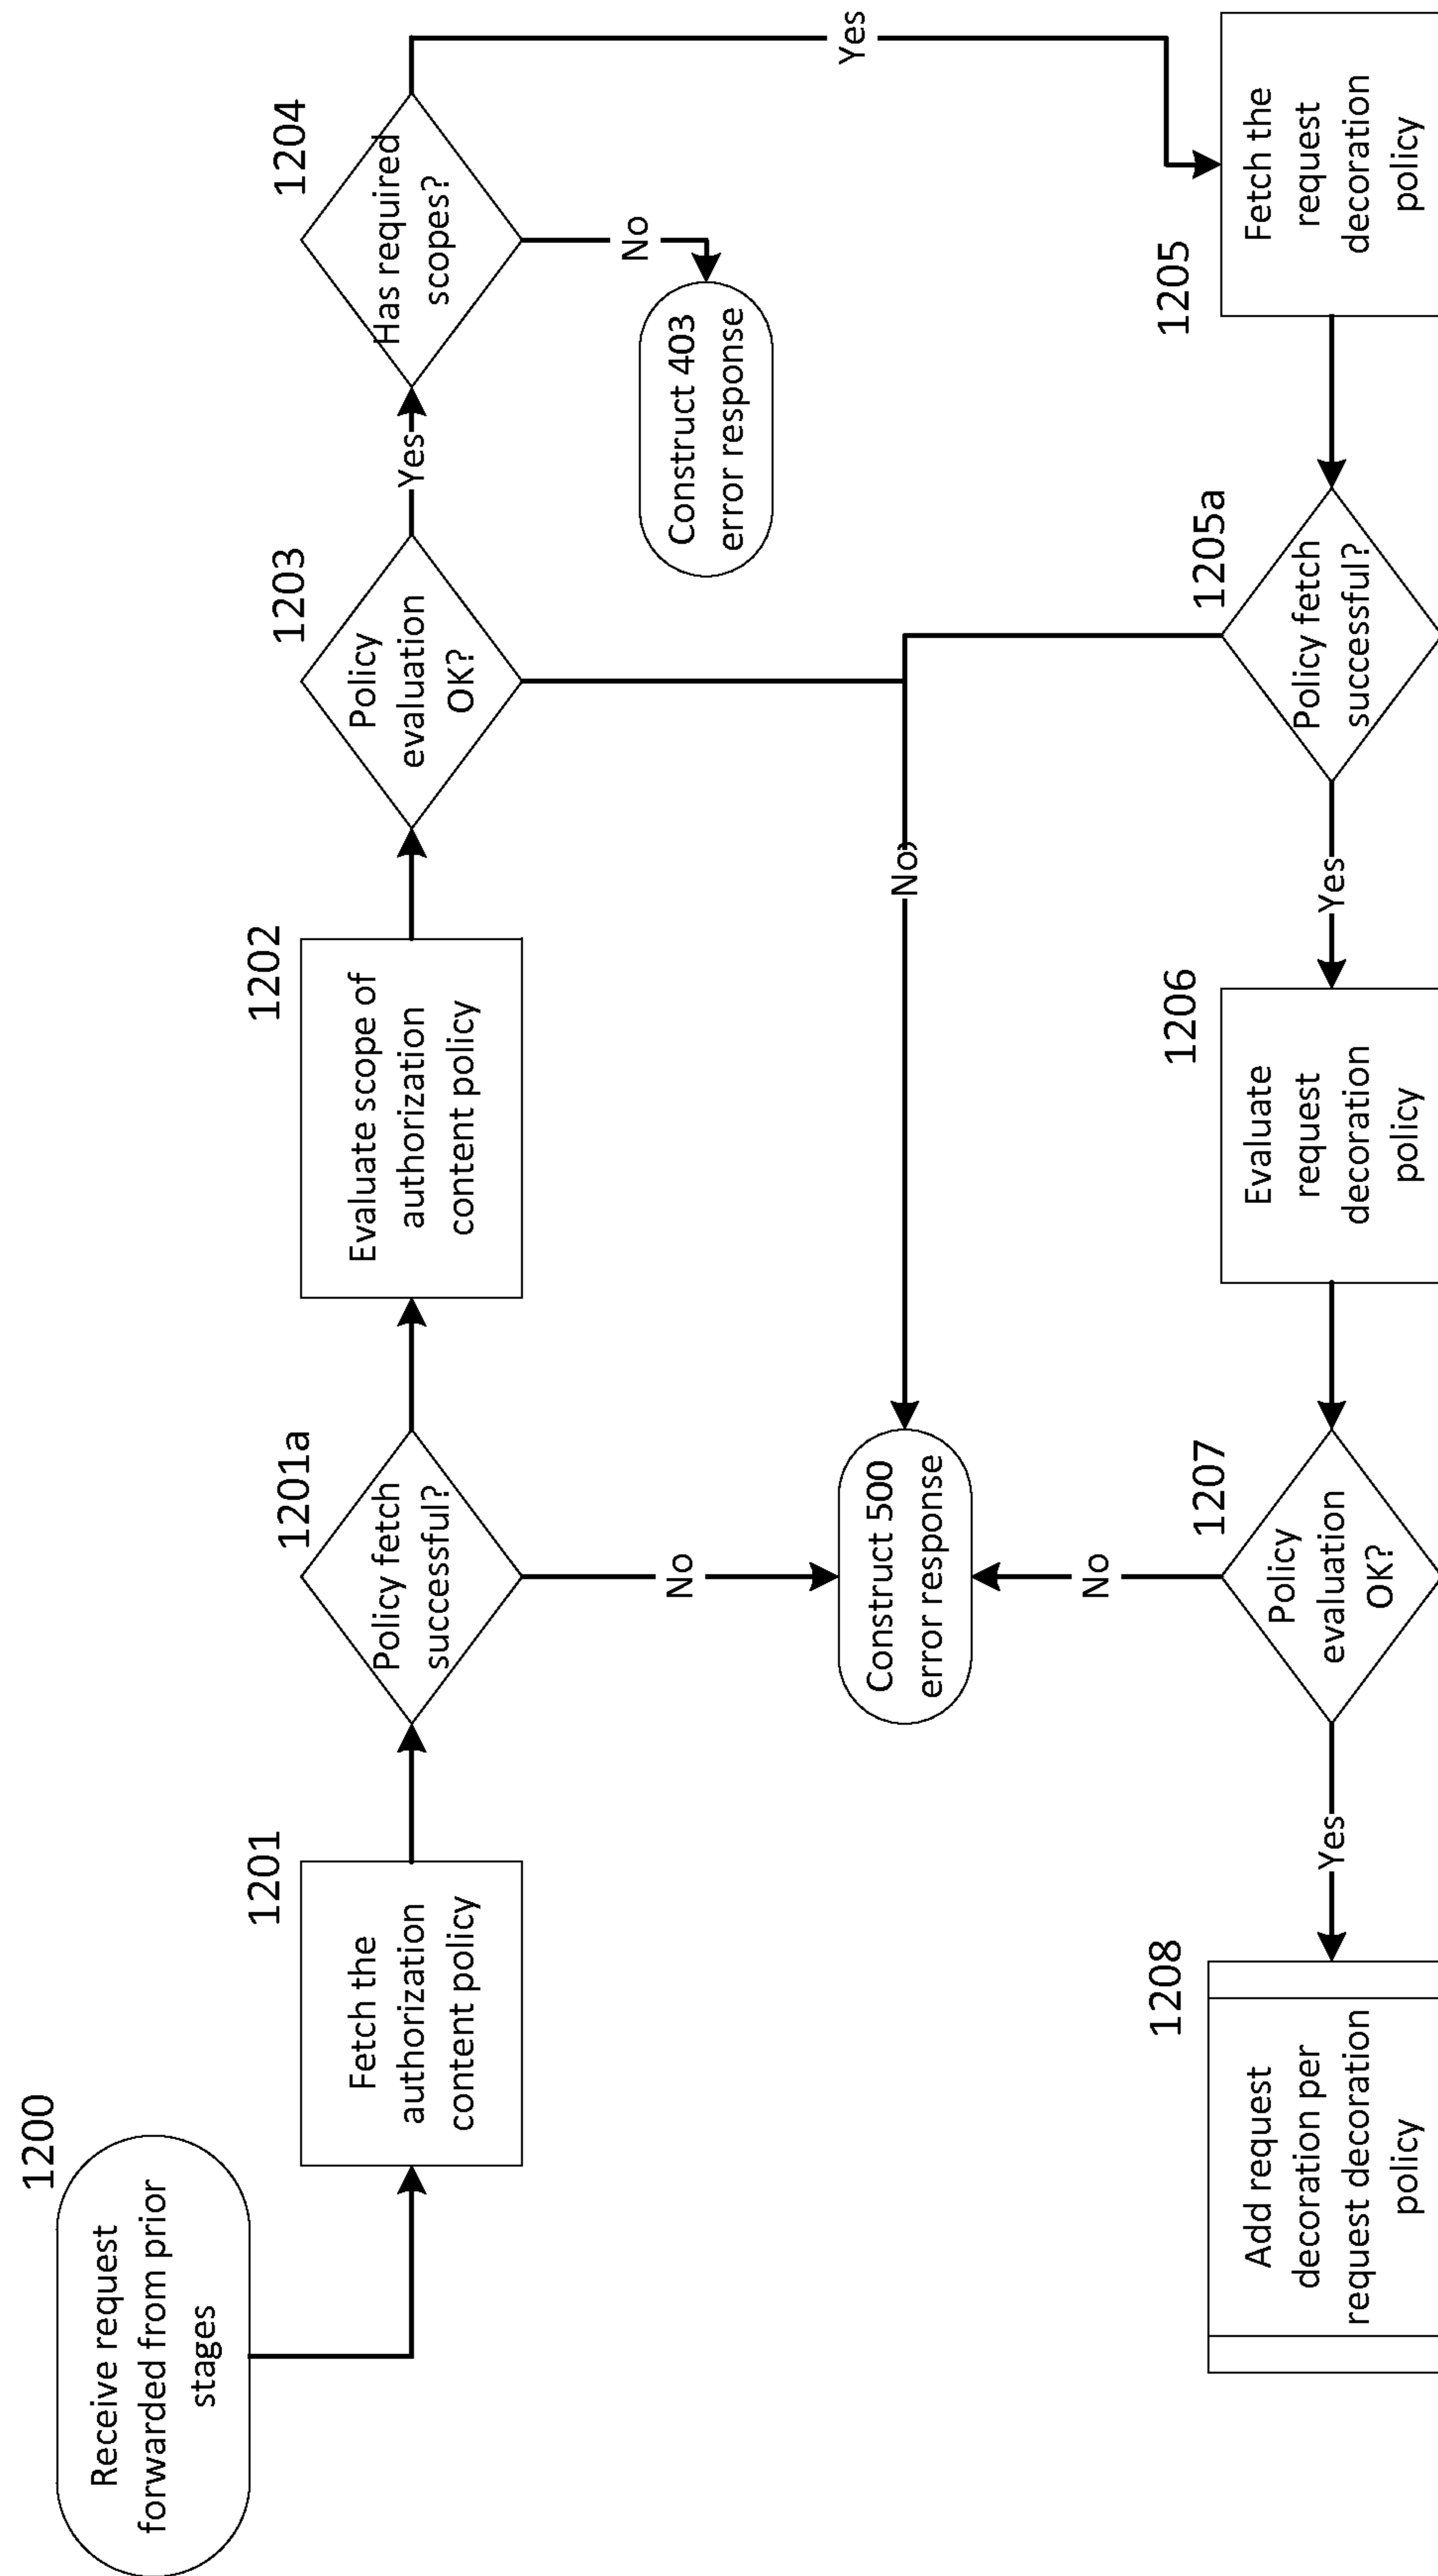 1200
Receive request
forwarded from prior
stages
1201
Fetch the
authorization
content policy
1201a
Policy fetch
successful?
No
1202
Evaluate scope of
authorization
content policy
1203
Policy
evaluation
OK?
Yes
1204
Has required
scopes?
No
Construct 403
error response
Yes
1205
Fetch the
request
decoration
policy
1205a
Policy fetch
successful?
No
Construct 500
error response
Yes
1206
Evaluate
request
decoration
policy
1207
Policy
evaluation
OK?
No
Yes
1208
Add request
decoration per
request decoration
policy